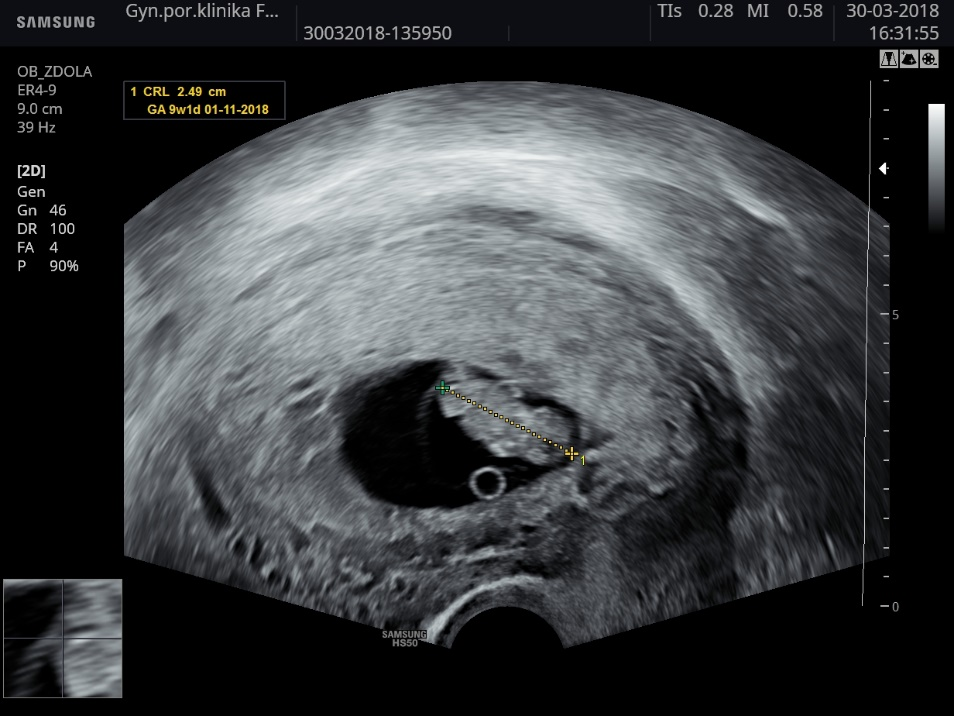 SAMSUNG
Gyn.por.klinika F...
30032018-135950
TIs 0.28 MI 0.58
30-03-2018
16:31:55
OB_ZDOLA
ER4-9
9.0 cm
39 Hz
[2D]
Gen
Gn 46
DR 100
FA 4
P 90%
1 CRL 2.49 cm
GA 9w1d 01-11-2018
5
1
0
SAMSUNG
HS50